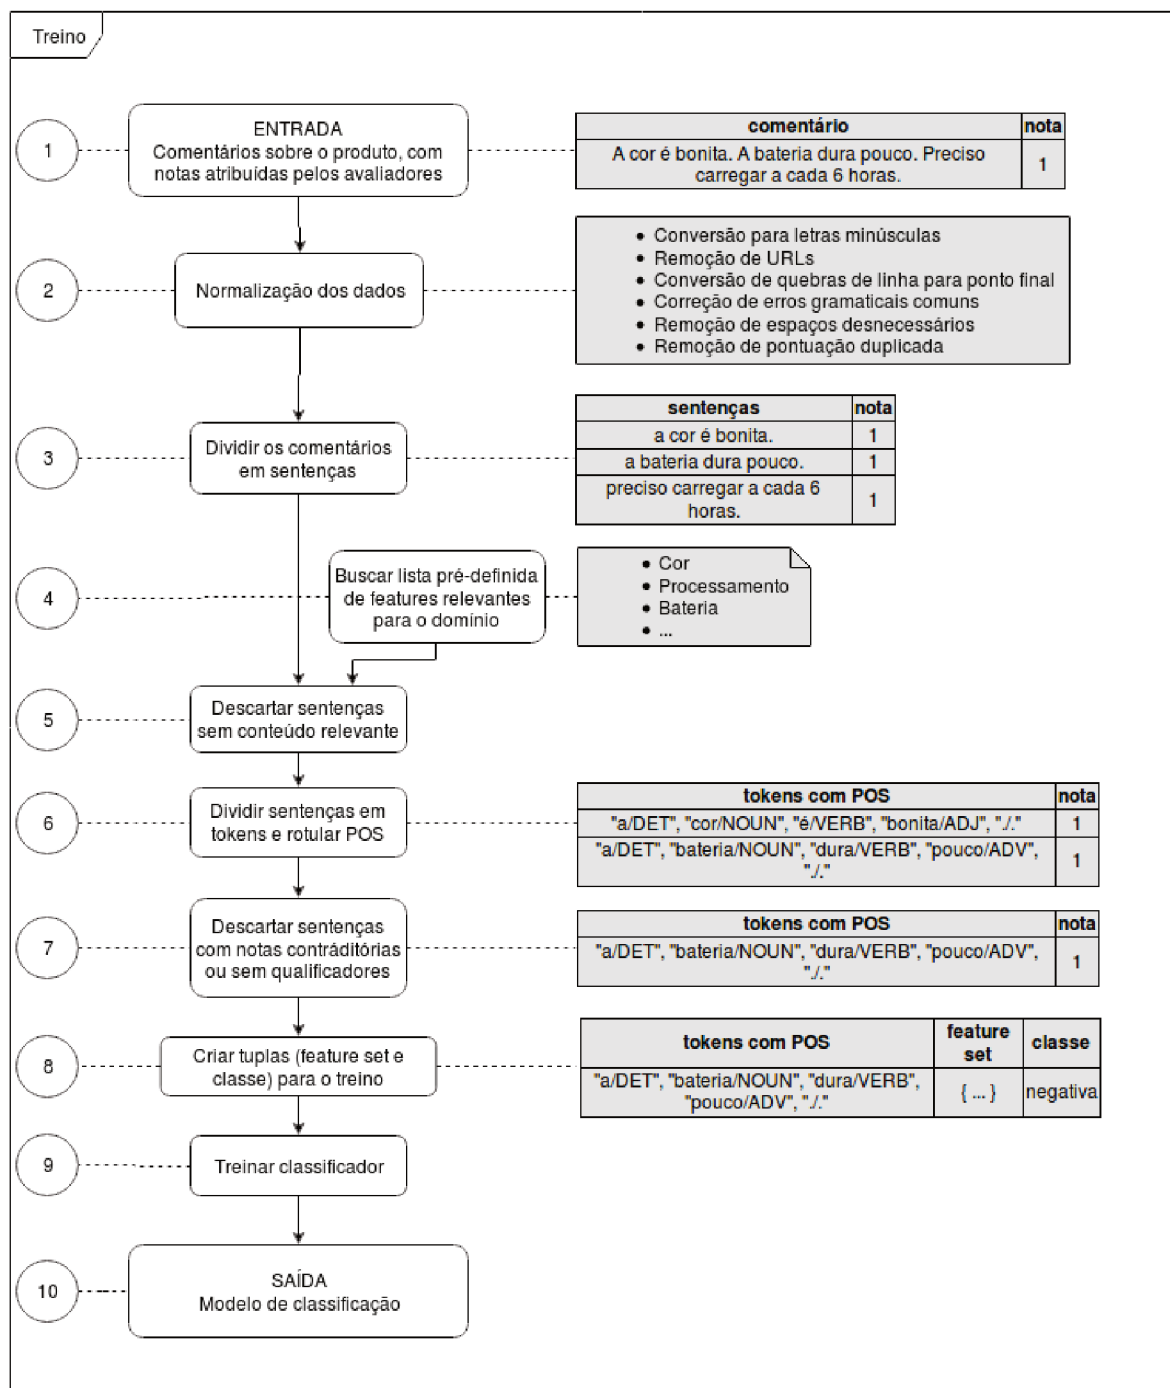 Treino
1
ENTRADA
Comentários sobre o produto, com
notas atribuídas pelos avaliadores
comentário nota
A cor é bonita. A bateria dura pouco. Preciso
carregar a cada 6 horas.
1
2
Normalização dos dados
• Conversão para letras minúsculas
• Remoção de URLs
• Conversão de quebras de linha para ponto final
• Correção de erros gramaticais comuns
• Remoção de espaços desnecessários
• Remoção de pontuação duplicada
3
Dividir os comentários
em sentenças
sentenças nota
a cor é bonita. 1
a bateria dura pouco. 1
preciso carregar a cada 6
horas.
1
4
Buscar lista pré-definida
de features relevantes
para o domínio
• Cor
• Processamento
• Bateria
• ...
5
Descartar sentenças
sem conteúdo relevante
6
Dividir sentenças em
tokens e rotular POS
tokens com POS nota
"a/DET", "cor/NOUN", "é/VERB", "bonita/ADJ", "./." 1
"a/DET", "bateria/NOUN", "dura/VERB", "pouco/ADV",
"./."
1
7
Descartar sentenças
com notas contráditórias
ou sem qualificadores
tokens com POS nota
"a/DET", "bateria/NOUN", "dura/VERB", "pouco/ADV",
"./."
1
8
Criar tuplas (feature set e
classe) para o treino
tokens com POS
feature
set
classe
"a/DET", "bateria/NOUN", "dura/VERB",
"pouco/ADV", "./."
{ ... }
negativa
9
Treinar classificador
10
SAÍDA
Modelo de classificação